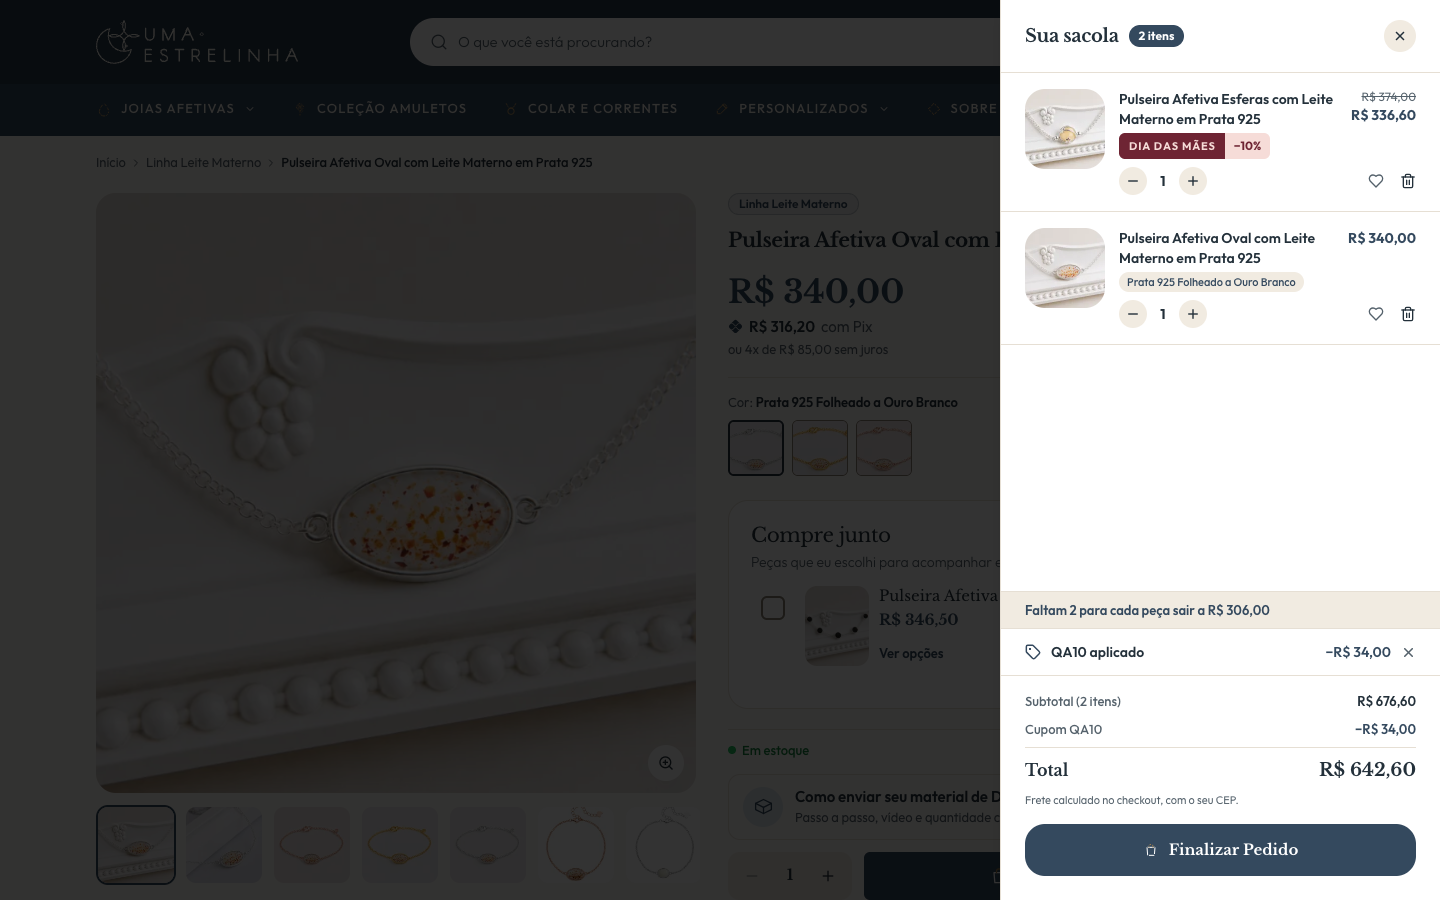 UMA
ESTRELINHA
O que você está procurando?
JOIAS AFETIVAS
COLEÇÃO AMULETOS
COLAR E CORRENTES
PERSONALIZADOS
SOBRE
Início > Linha Leite Materno > Pulseira Afetiva Oval com Leite Materno em Prata 925
Linha Leite Materno
Pulseira Afetiva Oval com
R$ 340,00
R$ 316,20 com Pix
ou 4x de R$ 85,00 sem juros
Cor: Prata 925 Folheado a Ouro Branco
Compre junto
Peças que eu escolhi para acompanhar
Pulseira Afetiva
R$ 346,50
Ver opções
Em estoque
Como enviar seu material de
Passo a passo, vídeo e quantidade
1
Sua sacola
2 itens
Pulseira Afetiva Esferas com Leite
Materno em Prata 925
R$ 374,00
R$ 336,60
DIA DAS MÃES −10%
1
Pulseira Afetiva Oval com Leite
Materno em Prata 925
R$ 340,00
Prata 925 Folheado a Ouro Branco
1
Faltam 2 para cada peça sair a R$ 306,00
QA10 aplicado −R$ 34,00
Subtotal (2 itens) R$ 676,60
Cupom QA10 −R$ 34,00
Total R$ 642,60
Frete calculado no checkout, com o seu CEP.
Finalizar Pedido